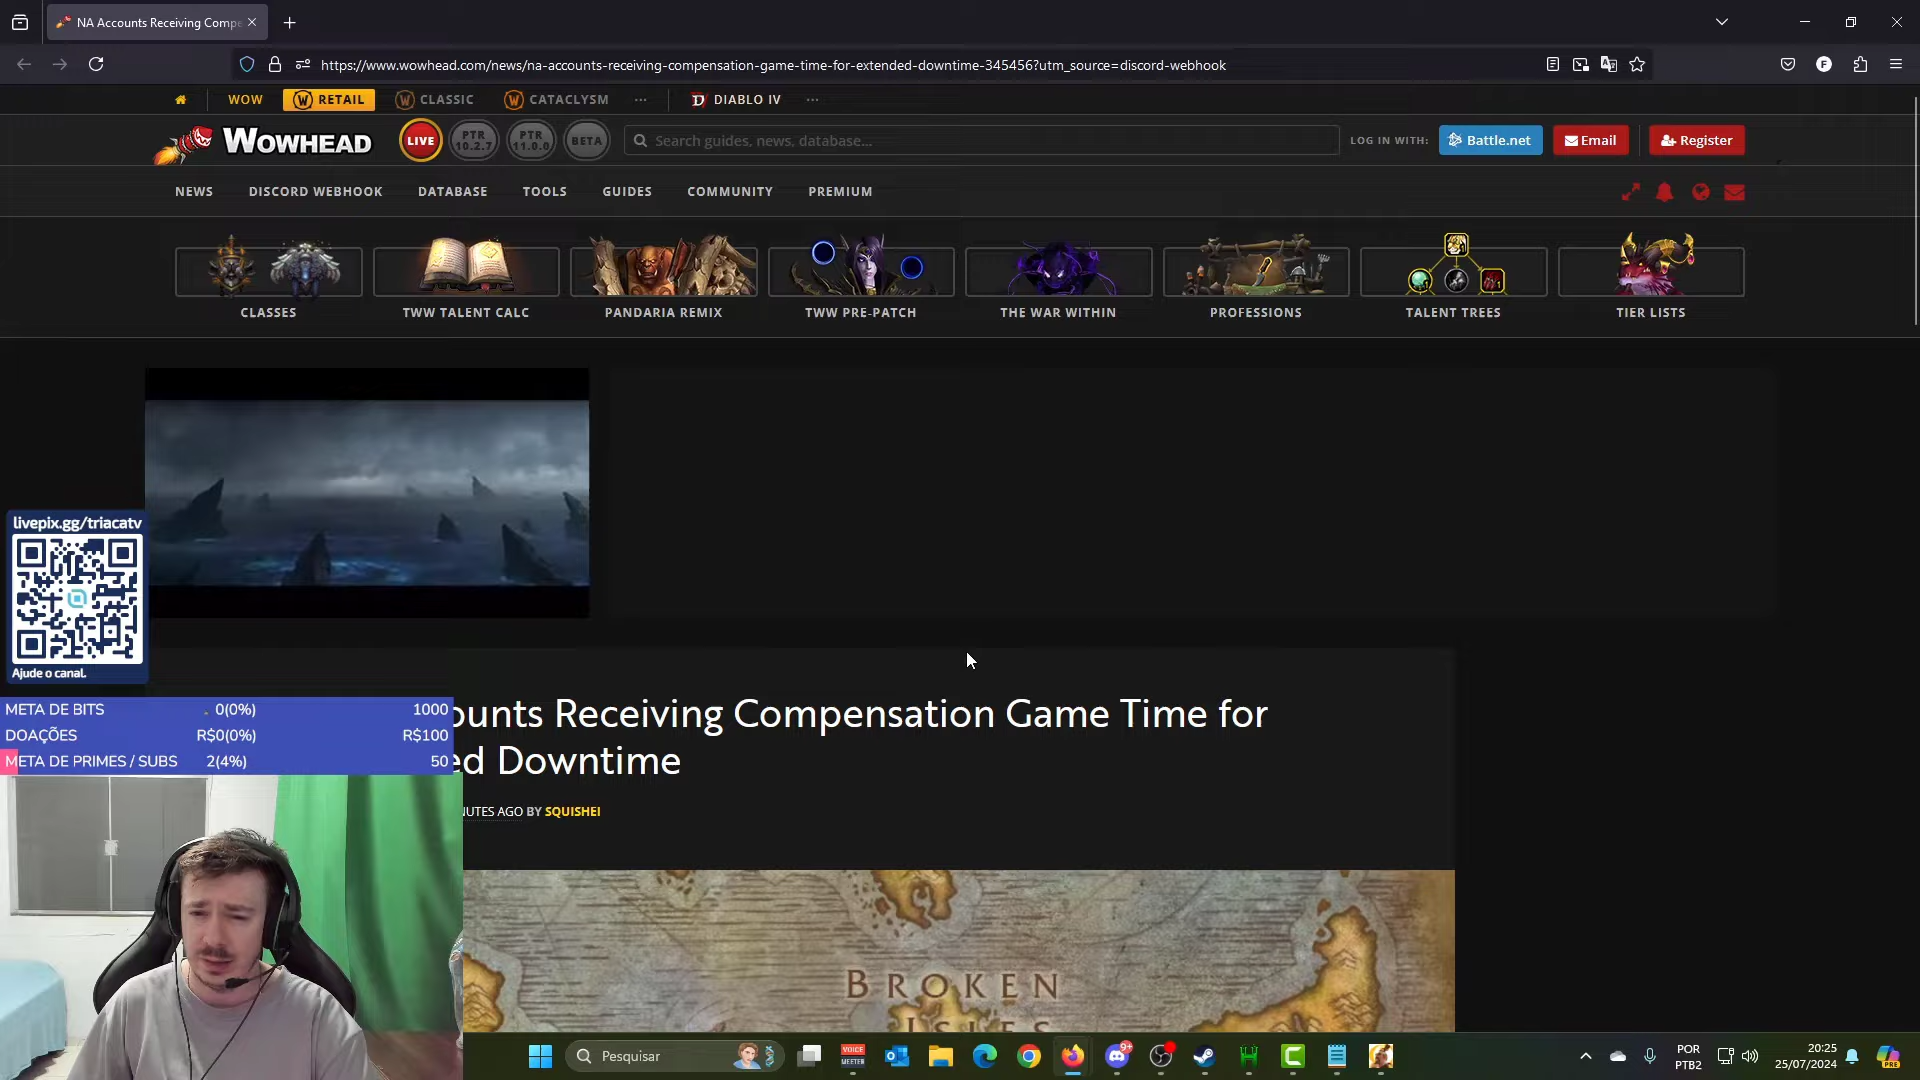 NA Accounts Receiving Compe
https://www.wowhead.com/news/na-accounts-receiving-compensation-game-time-for-extended-downtime-345456?utm_source=discord-webhook
WOW
RETAIL
CLASSIC
CATACLYSM
DIABLO IV
WOWHEAD
LIVE
PTR
10.2.7
PTR
11.0.0
BETA
Search guides, news, database...
LOG IN WITH:
Battle.net
Email
Register
NEWS
DISCORD WEBHOOK
DATABASE
TOOLS
GUIDES
COMMUNITY
PREMIUM
CLASSES
TWW TALENT CALC
PANDARIA REMIX
TWW PRE-PATCH
THE WAR WITHIN
PROFESSIONS
TALENT TREES
TIER LISTS
livepix.gg/triacatv
Ajude o canal.
META DE BITS 0(0%) 1000
DOAÇÕES R$0(0%) R$100
META DE PRIMES / SUBS 2(4%) 50
ounts Receiving Compensation Game Time for
ed Downtime
NUTES AGO BY SQUISHEI
BROKEN
ISLES
Pesquisar
VOICE
MEETER
9+
POR
PTB2
20:25
25/07/2024
PRE